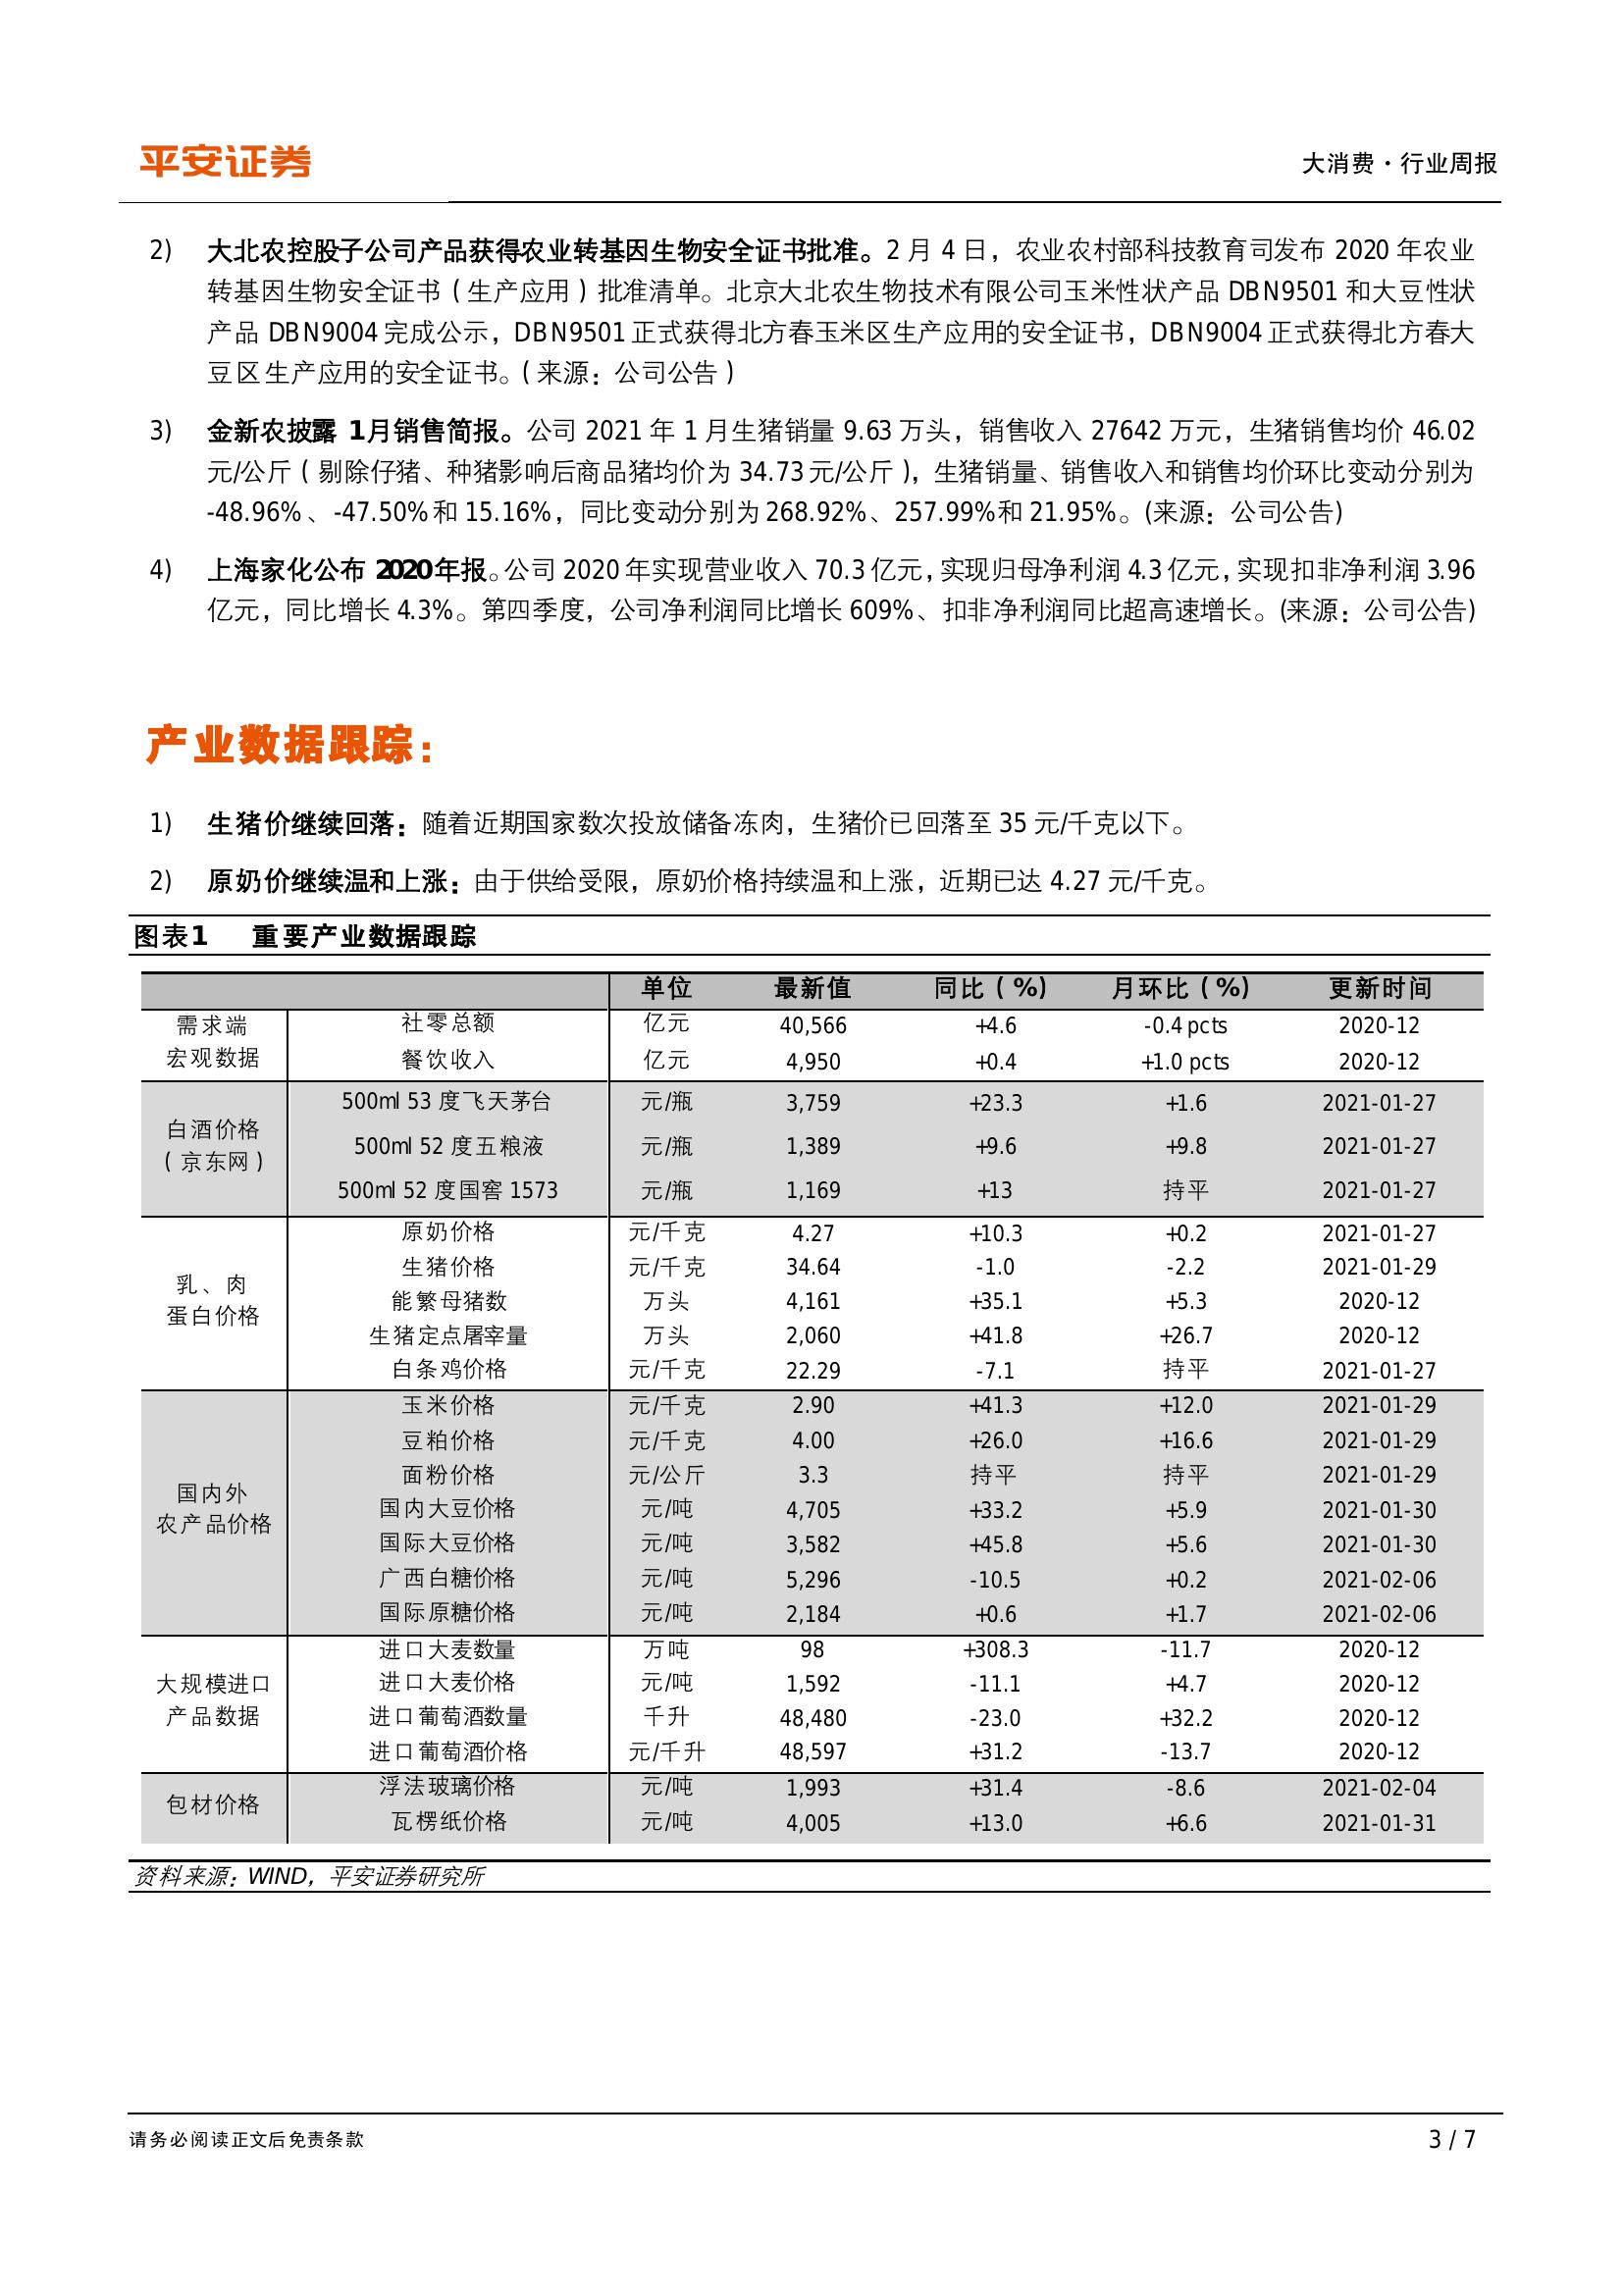 平安证券
大消费·行业周报
2) 大北农控股子公司产品获得农业转基因生物安全证书批准。2 月 4 日，农业农村部科技教育司发布 2020 年农业
转基因生物安全证书（生产应用）批准清单。北京大北农生物技术有限公司玉米性状产品 DBN9501 和大豆性状
产品 DBN9004 完成公示，DBN9501 正式获得北方春玉米区生产应用的安全证书，DBN9004 正式获得北方春大
豆区生产应用的安全证书。(来源：公司公告)
3) 金新农披露 1月销售简报。公司 2021 年 1 月生猪销量 9.63 万头，销售收入 27642 万元，生猪销售均价 46.02
元/公斤（剔除仔猪、种猪影响后商品猪均价为 34.73 元/公斤），生猪销量、销售收入和销售均价环比变动分别为
-48.96%、-47.50%和 15.16%，同比变动分别为 268.92%、257.99%和 21.95%。(来源：公司公告)
4) 上海家化公布 2020年报。公司 2020 年实现营业收入 70.3 亿元，实现归母净利润 4.3 亿元，实现扣非净利润 3.96
亿元，同比增长 4.3%。第四季度，公司净利润同比增长 609%、扣非净利润同比超高速增长。(来源：公司公告)
产业数据跟踪：
1) 生猪价继续回落：随着近期国家数次投放储备冻肉，生猪价已回落至 35 元/千克以下。
2) 原奶价继续温和上涨：由于供给受限，原奶价格持续温和上涨，近期已达 4.27 元/千克。
图表1 重要产业数据跟踪
单位 最新值 同比（%） 月环比（%） 更新时间
需求端
宏观数据
社零总额 亿元 40,566 +4.6 -0.4 pcts 2020-12
餐饮收入 亿元 4,950 +0.4 +1.0 pcts 2020-12
白酒价格
（京东网）
500ml 53 度飞天茅台 元/瓶 3,759 +23.3 +1.6 2021-01-27
500ml 52 度五粮液 元/瓶 1,389 +9.6 +9.8 2021-01-27
500ml 52 度国窖 1573 元/瓶 1,169 +13 持平 2021-01-27
乳、肉
蛋白价格
原奶价格 元/千克 4.27 +10.3 +0.2 2021-01-27
生猪价格 元/千克 34.64 -1.0 -2.2 2021-01-29
能繁母猪数 万头 4,161 +35.1 +5.3 2020-12
生猪定点屠宰量 万头 2,060 +41.8 +26.7 2020-12
白条鸡价格 元/千克 22.29 -7.1 持平 2021-01-27
国内外
农产品价格
玉米价格 元/千克 2.90 +41.3 +12.0 2021-01-29
豆粕价格 元/千克 4.00 +26.0 +16.6 2021-01-29
面粉价格 元/公斤 3.3 持平 持平 2021-01-29
国内大豆价格 元/吨 4,705 +33.2 +5.9 2021-01-30
国际大豆价格 元/吨 3,582 +45.8 +5.6 2021-01-30
广西白糖价格 元/吨 5,296 -10.5 +0.2 2021-02-06
国际原糖价格 元/吨 2,184 +0.6 +1.7 2021-02-06
大规模进口
产品数据
进口大麦数量 万吨 98 +308.3 -11.7 2020-12
进口大麦价格 元/吨 1,592 -11.1 +4.7 2020-12
进口葡萄酒数量 千升 48,480 -23.0 +32.2 2020-12
进口葡萄酒价格 元/千升 48,597 +31.2 -13.7 2020-12
包材价格
浮法玻璃价格 元/吨 1,993 +31.4 -8.6 2021-02-04
瓦楞纸价格 元/吨 4,005 +13.0 +6.6 2021-01-31
资料来源：WIND，平安证券研究所
请务必阅读正文后免责条款
3 / 7